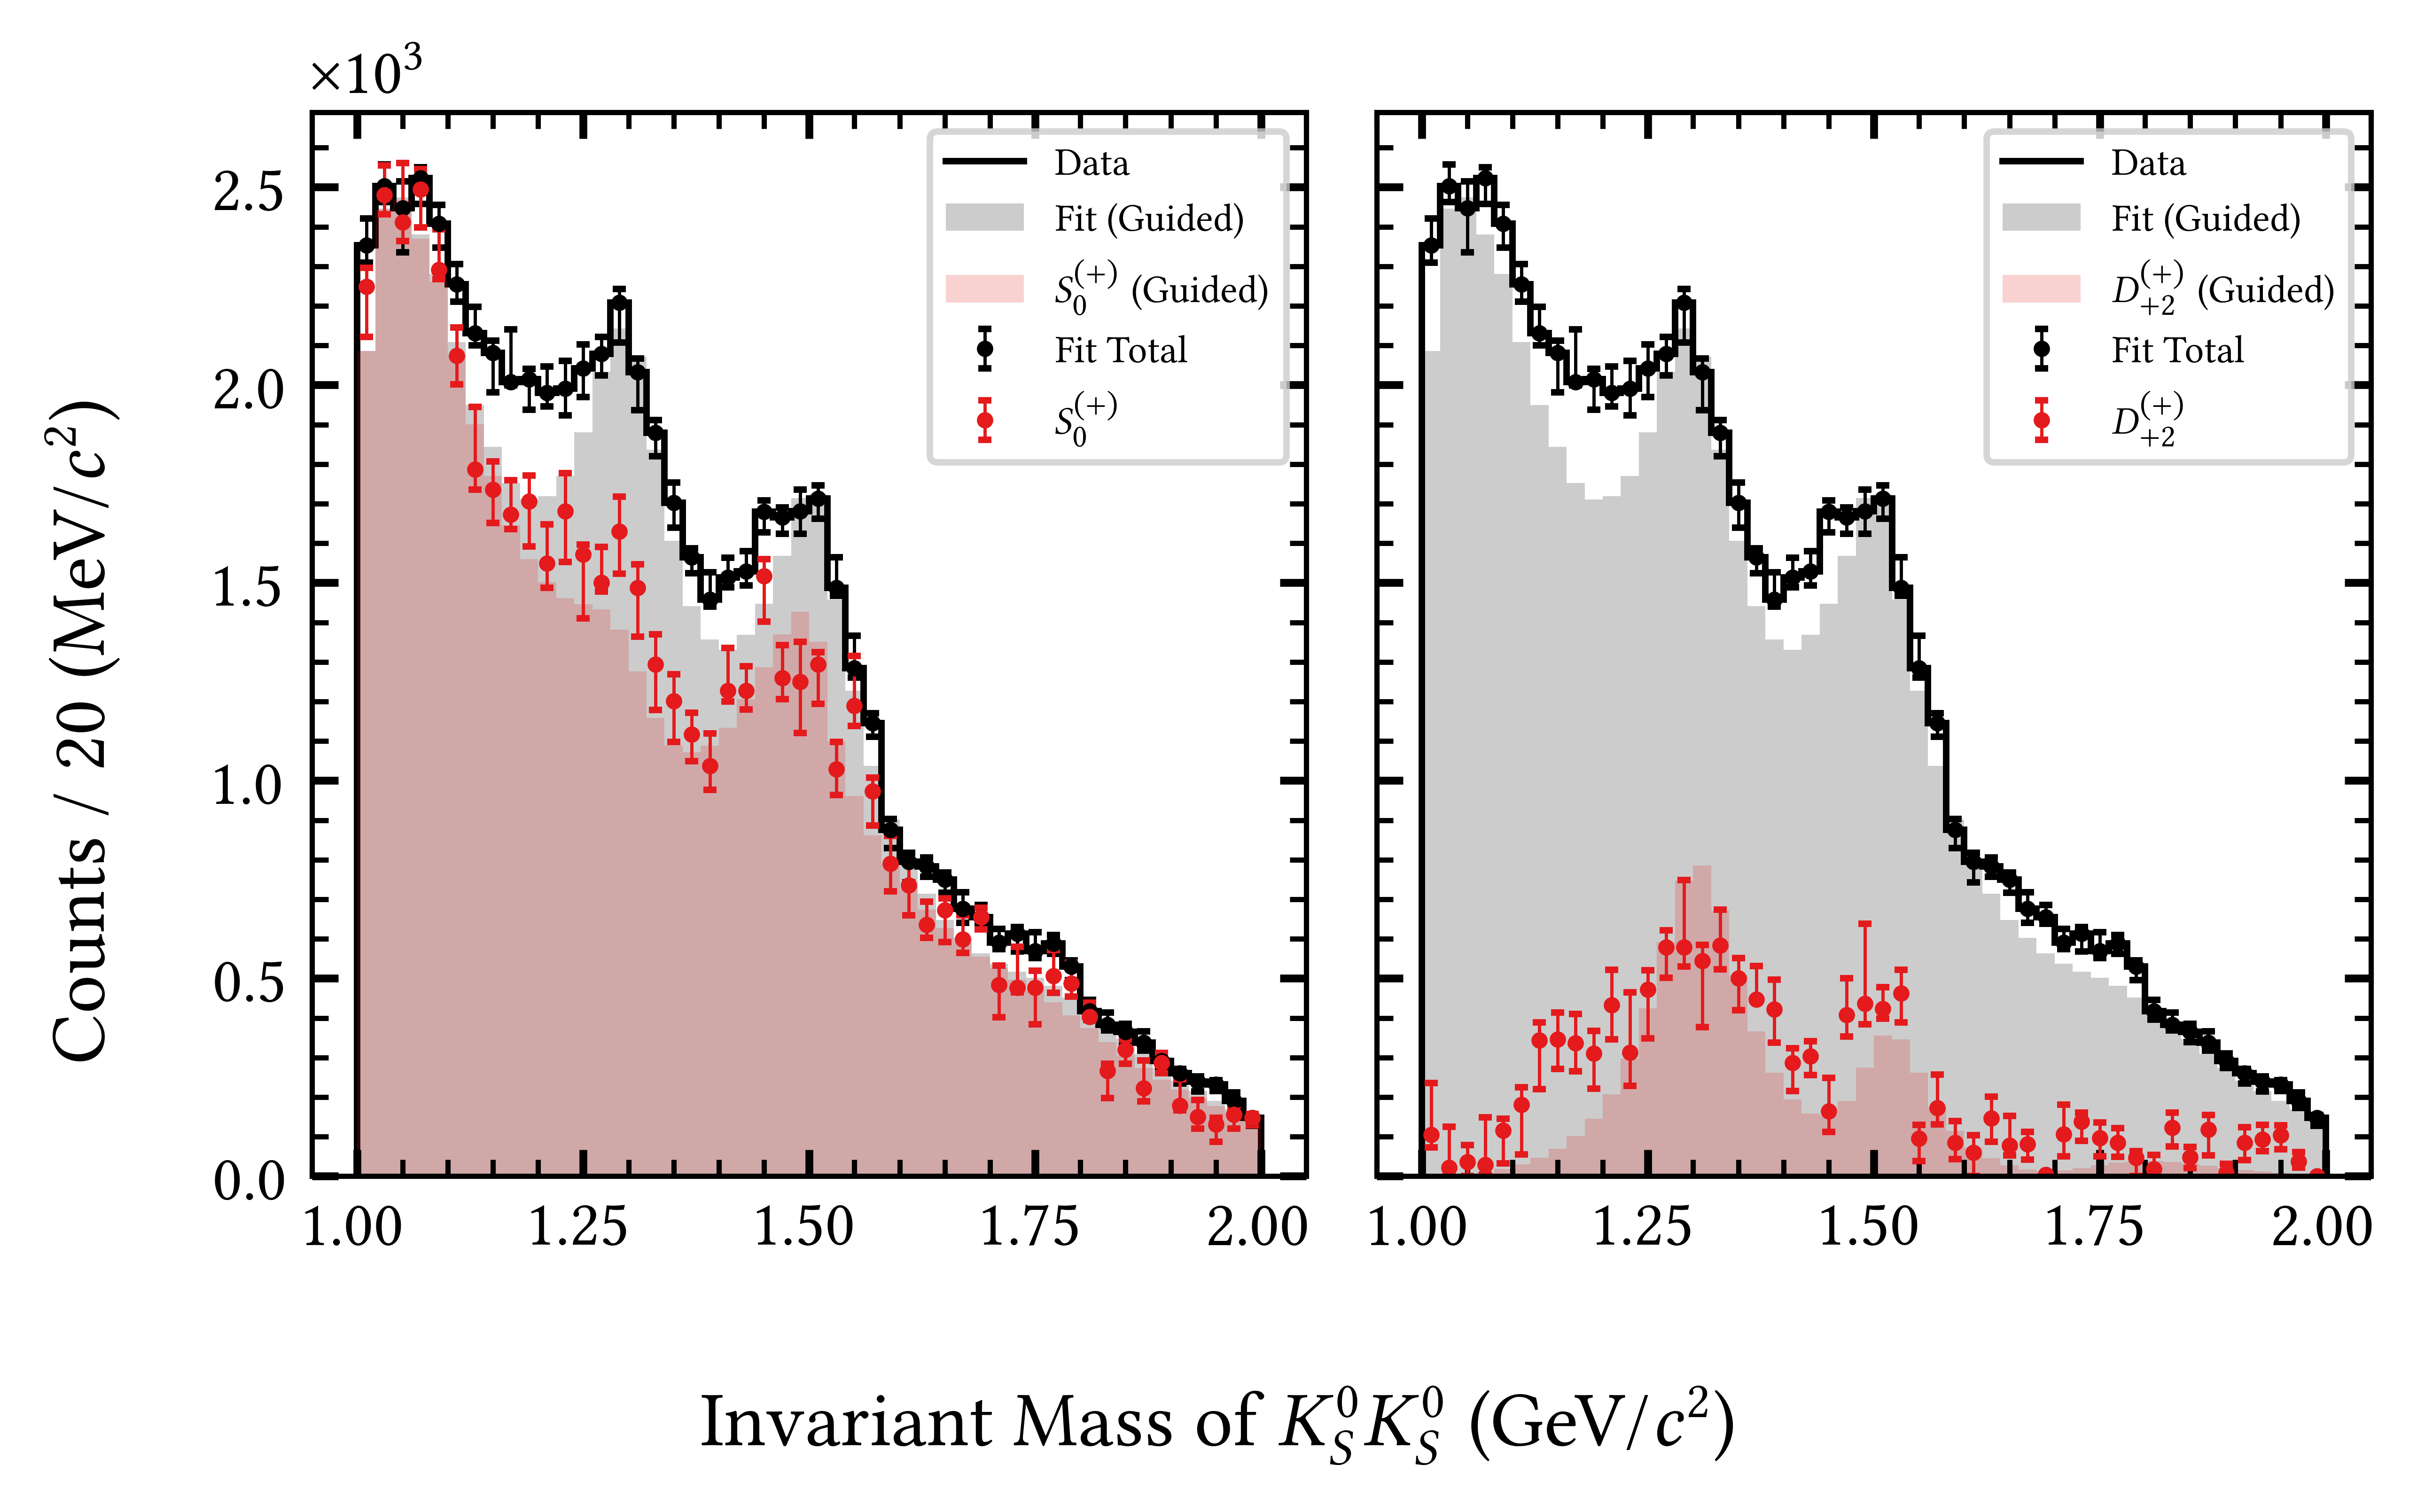 ×10³
Counts / 20 (MeV/c²)
2.5
2.0
1.5
1.0
0.5
0.0
Data
Fit (Guided)
S₀⁽⁺⁾ (Guided)
Fit Total
S₀⁽⁺⁾
1.00 1.25 1.50 1.75 2.00
Data
Fit (Guided)
D₊₂⁽⁺⁾ (Guided)
Fit Total
D₊₂⁽⁺⁾
1.00 1.25 1.50 1.75 2.00
Invariant Mass of K⁰_S K⁰_S (GeV/c²)